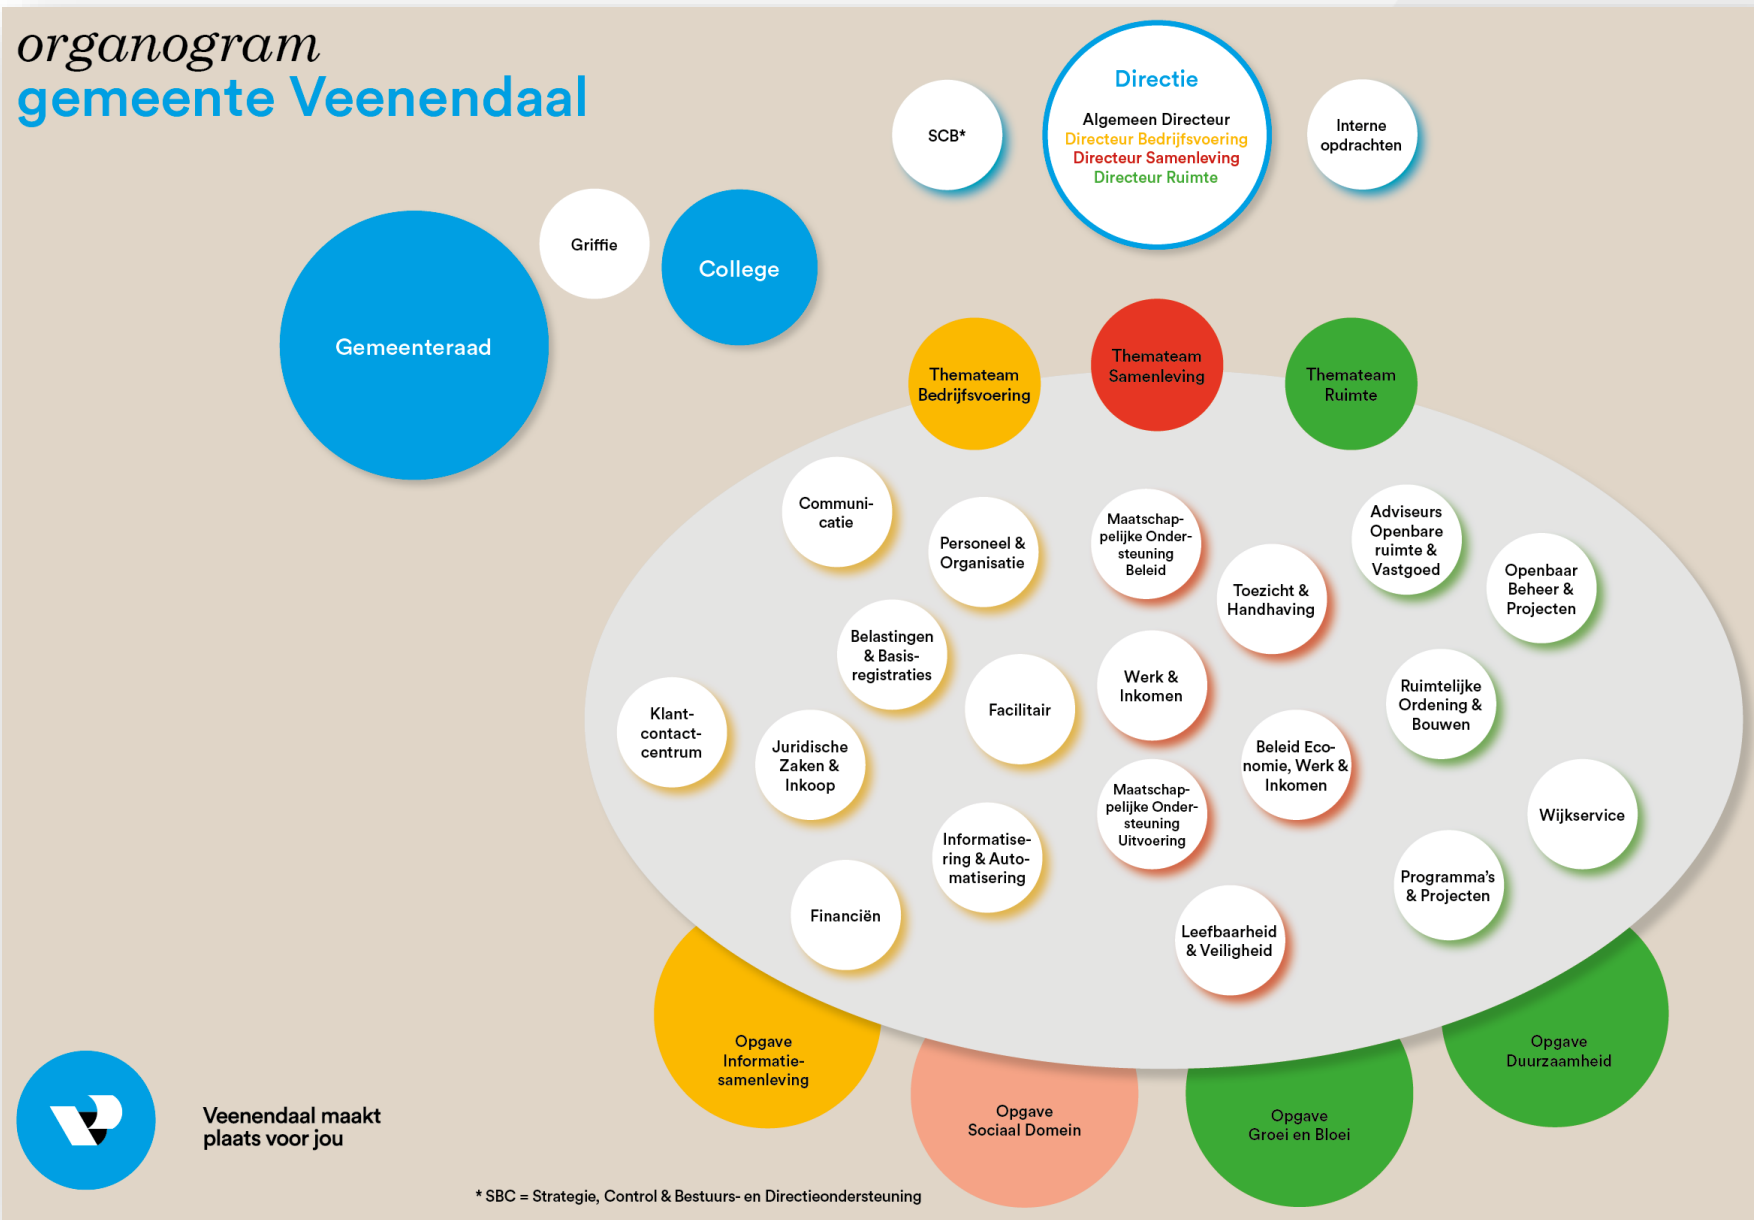 organogram
gemeente Veenendaal
Directie
Algemeen Directeur
Directeur Bedrijfsvoering
Directeur Samenleving
Directeur Ruimte
SCB*
Interne
opdrachten
Griffie
College
Gemeenteraad
Themateam
Bedrijfsvoering
Themateam
Samenleving
Themateam
Ruimte
Communi-
catie
Personeel &
Organisatie
Maatschap-
pelijke Onder-
steuning
Beleid
Toezicht &
Handhaving
Adviseurs
Openbare
ruimte &
Vastgoed
Openbaar
Beheer &
Projecten
Belastingen
& Basis-
registraties
Facilitair
Werk &
Inkomen
Ruimtelijke
Ordening &
Bouwen
Klant-
contact-
centrum
Juridische
Zaken &
Inkoop
Beleid Eco-
nomie, Werk &
Inkomen
Maatschap-
pelijke Onder-
steuning
Uitvoering
Wijkservice
Informatise-
ring & Auto-
matisering
Programma's
& Projecten
Financiën
Leefbaarheid
& Veiligheid
Opgave
Informatie-
samenleving
Opgave
Sociaal Domein
Opgave
Groei en Bloei
Opgave
Duurzaamheid
Veenendaal maakt
plaats voor jou
* SBC = Strategie, Control & Bestuurs- en Directieondersteuning